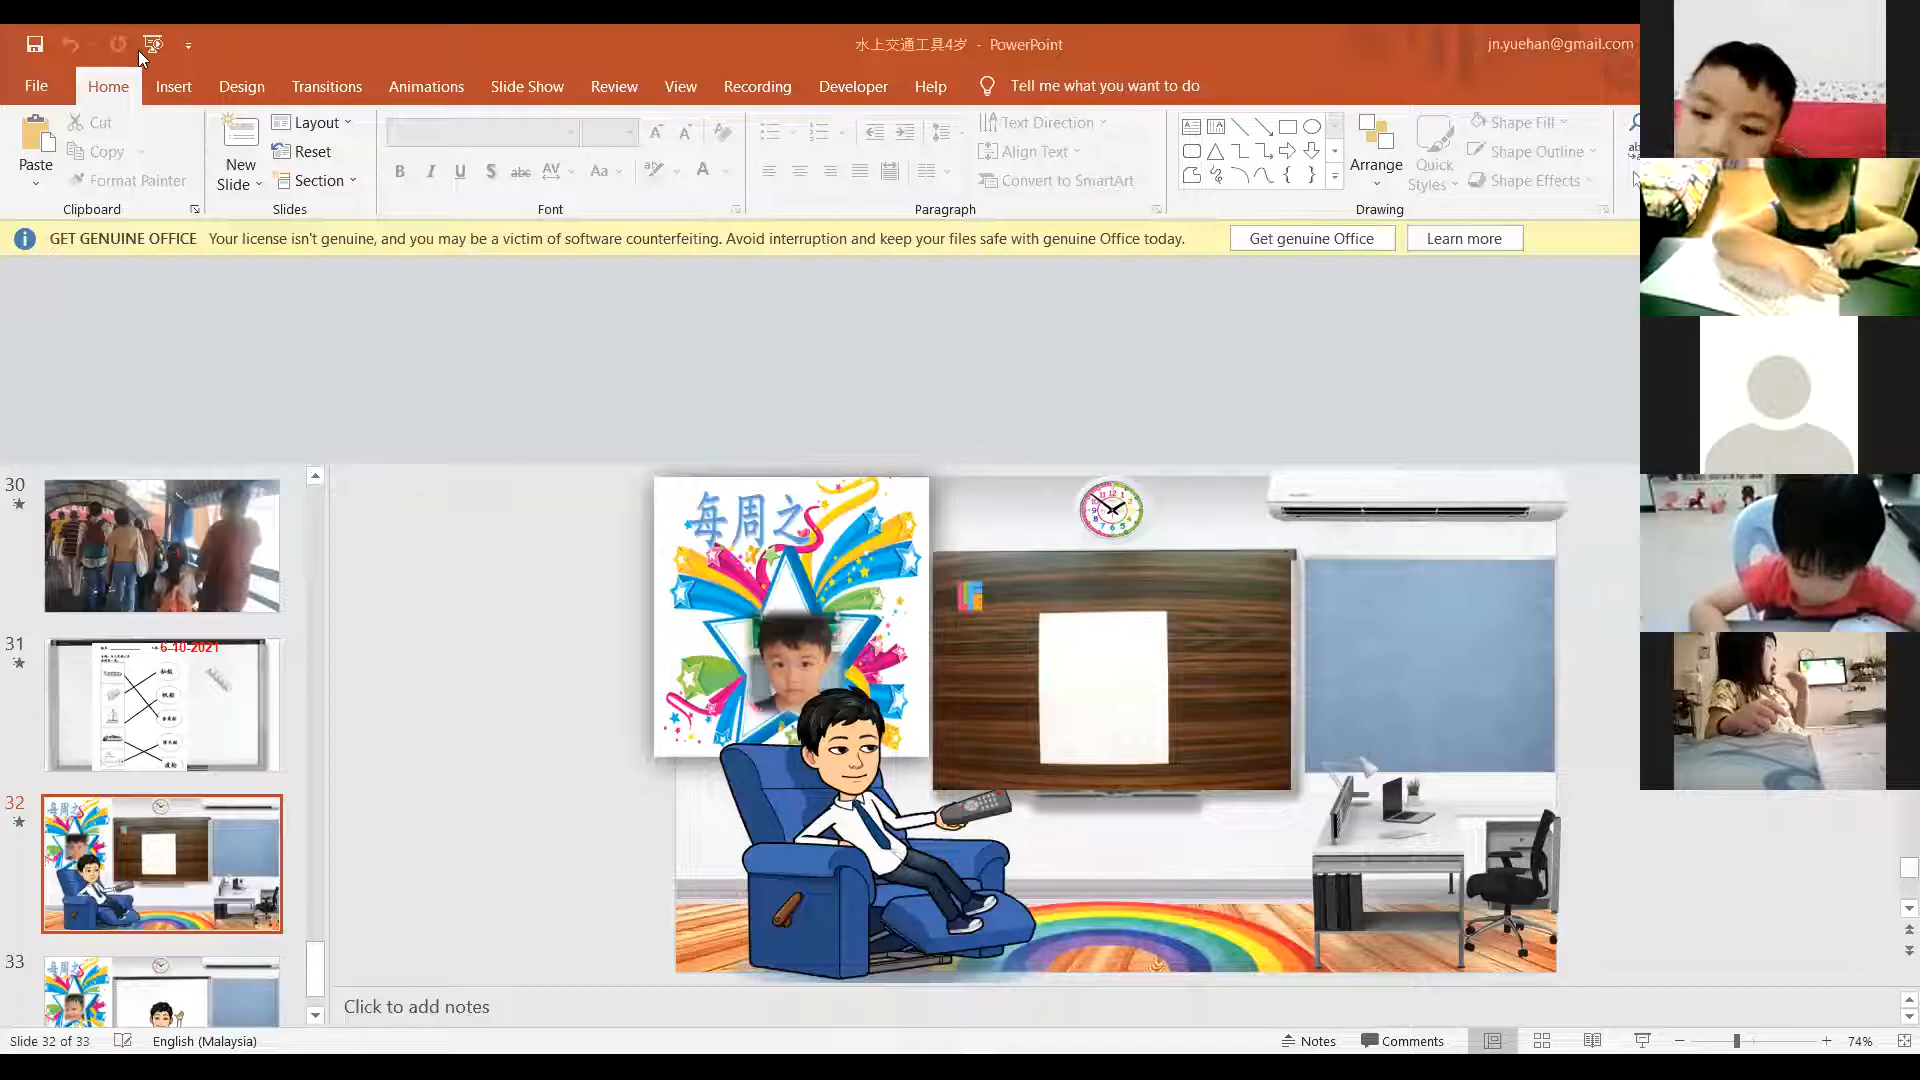 水上交通工具4岁 - PowerPoint
jn.yuehan@gmail.com
File Home Insert Design Transitions Animations Slide Show Review View Recording Developer Help Tell me what you want to do
Paste
Cut
Copy
Format Painter
Clipboard
New Slide
Layout
Reset
Section
Slides
B I U S abc AV Aa A
Font
Text Direction
Align Text
Convert to SmartArt
Paragraph
Arrange
Quick Styles
Shape Fill
Shape Outline
Shape Effects
Drawing
GET GENUINE OFFICE Your license isn't genuine, and you may be a victim of software counterfeiting. Avoid interruption and keep your files safe with genuine Office today.
Get genuine Office
Learn more
30
31
6-10-2021
32
每周之
33
每周之
每周之
Click to add notes
Slide 32 of 33
English (Malaysia)
Notes
Comments
74%